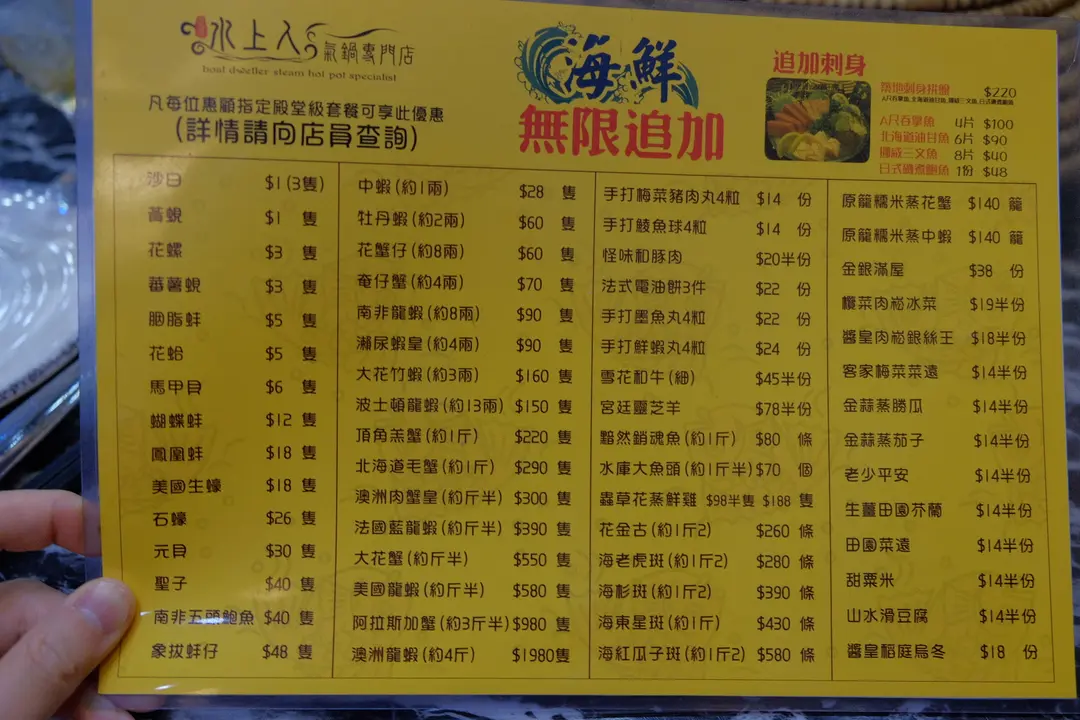 水上人 氣鍋專門店
boat dweller steam hot pot specialist
凡每位惠顧指定殿堂級套餐可享此優惠
(詳情請向店員查詢)
海鮮
無限追加
追加刺身
築地刺身拼盤 $220
A尺吞拿魚 4片 $100
北海道油甘魚 6片 $90
挪威三文魚 8片 $40
日式磯煮鮑魚 1份 $48
沙白 $1(3隻)
黃蜆 $1 隻
花螺 $3 隻
蕃薯蜆 $3 隻
胭脂蚌 $5 隻
花蛤 $5 隻
馬甲貝 $6 隻
蝴蝶蚌 $12 隻
鳳凰蚌 $18 隻
美國生蠔 $18 隻
石蠔 $26 隻
元貝 $30 隻
聖子 $40 隻
南非五頭鮑魚 $40 隻
象拔蚌仔 $48 隻
中蝦(約1兩) $28 隻
牡丹蝦(約2兩) $60 隻
花蟹仔(約8兩) $60 隻
奄仔蟹(約4兩) $70 隻
南非龍蝦(約8兩) $90 隻
瀨尿蝦皇(約4兩) $90 隻
大花竹蝦(約3兩) $160 隻
波士頓龍蝦(約13兩) $150 隻
頂角羔蟹(約1斤) $220 隻
北海道毛蟹(約1斤) $290 隻
澳洲肉蟹皇(約斤半) $300 隻
法國藍龍蝦(約斤半) $390 隻
大花蟹(約斤半) $550 隻
美國龍蝦(約斤半) $580 隻
阿拉斯加蟹(約3斤半) $980 隻
澳洲龍蝦(約4斤) $1980隻
手打梅菜豬肉丸4粒 $14 份
手打鯪魚球4粒 $14 份
怪味和豚肉 $20半份
法式電油餅3件 $22 份
手打墨魚丸4粒 $22 份
手打鮮蝦丸4粒 $24 份
雪花和牛(細) $45半份
宮廷靈芝羊 $78半份
黯然銷魂魚(約1斤) $80 條
水庫大魚頭(約1斤半) $70 個
蟲草花蒸鮮雞 $98半隻 $188 隻
花金古(約1斤2) $260 條
海老虎斑(約1斤2) $280 條
海杉斑(約1斤2) $390 條
海東星斑(約1斤) $430 條
海紅瓜子斑(約1斤2) $580 條
原籠糯米蒸花蟹 $140 籠
原籠糯米蒸中蝦 $140 籠
金銀滿屋 $38 份
欖菜肉崧冰菜 $19半份
醬皇肉崧銀絲王 $18半份
客家梅菜菜遠 $14半份
金蒜蒸勝瓜 $14半份
金蒜蒸茄子 $14半份
老少平安 $14半份
生薑田園芥蘭 $14半份
田園菜遠 $14半份
甜粟米 $14半份
山水滑豆腐 $14半份
醬皇稻庭烏冬 $18 份